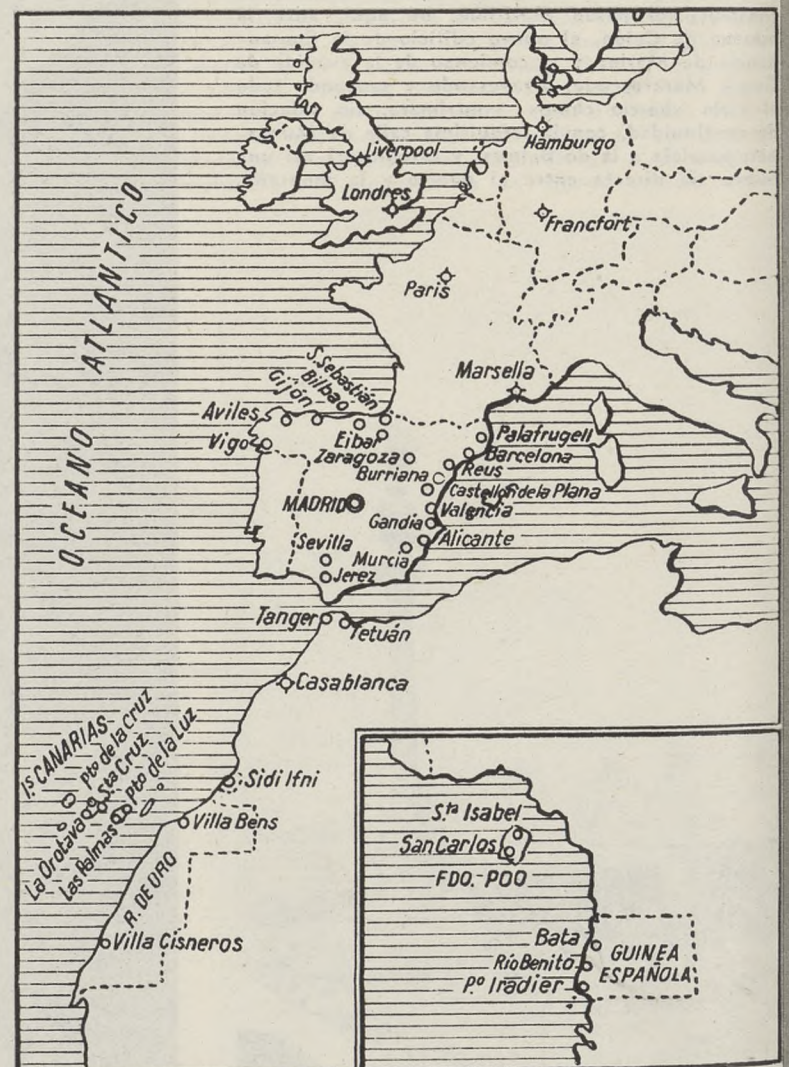 Liverpool
Hamburgo
Londres
Francfort
OCEANO ATLANTICO
Paris
S. Sebastián
Bilbao
Gijón
Marsella
Aviles
Vigo
Eibar
Palafrugell
Zaragoza
Barcelona
Burriana
Reus
Castellón de la Plana
MADRID
Valencia
Gandia
Sevilla
Alicante
Murcia
Jerez
Tanger
Tetuán
Casablanca
Iˢ CANARIAS
Ptº de la Cruz
Sta Cruz
Ptº de la Luz
La Orotava
Las Palmas
Sidi Ifni
Villa Bens
R. DE ORO
Villa Cisneros
Sᵗᵃ Isabel
San Carlos
FDO.-POO
Bata
GUINEA
ESPAÑOLA
Río Benito
P.º Iradier